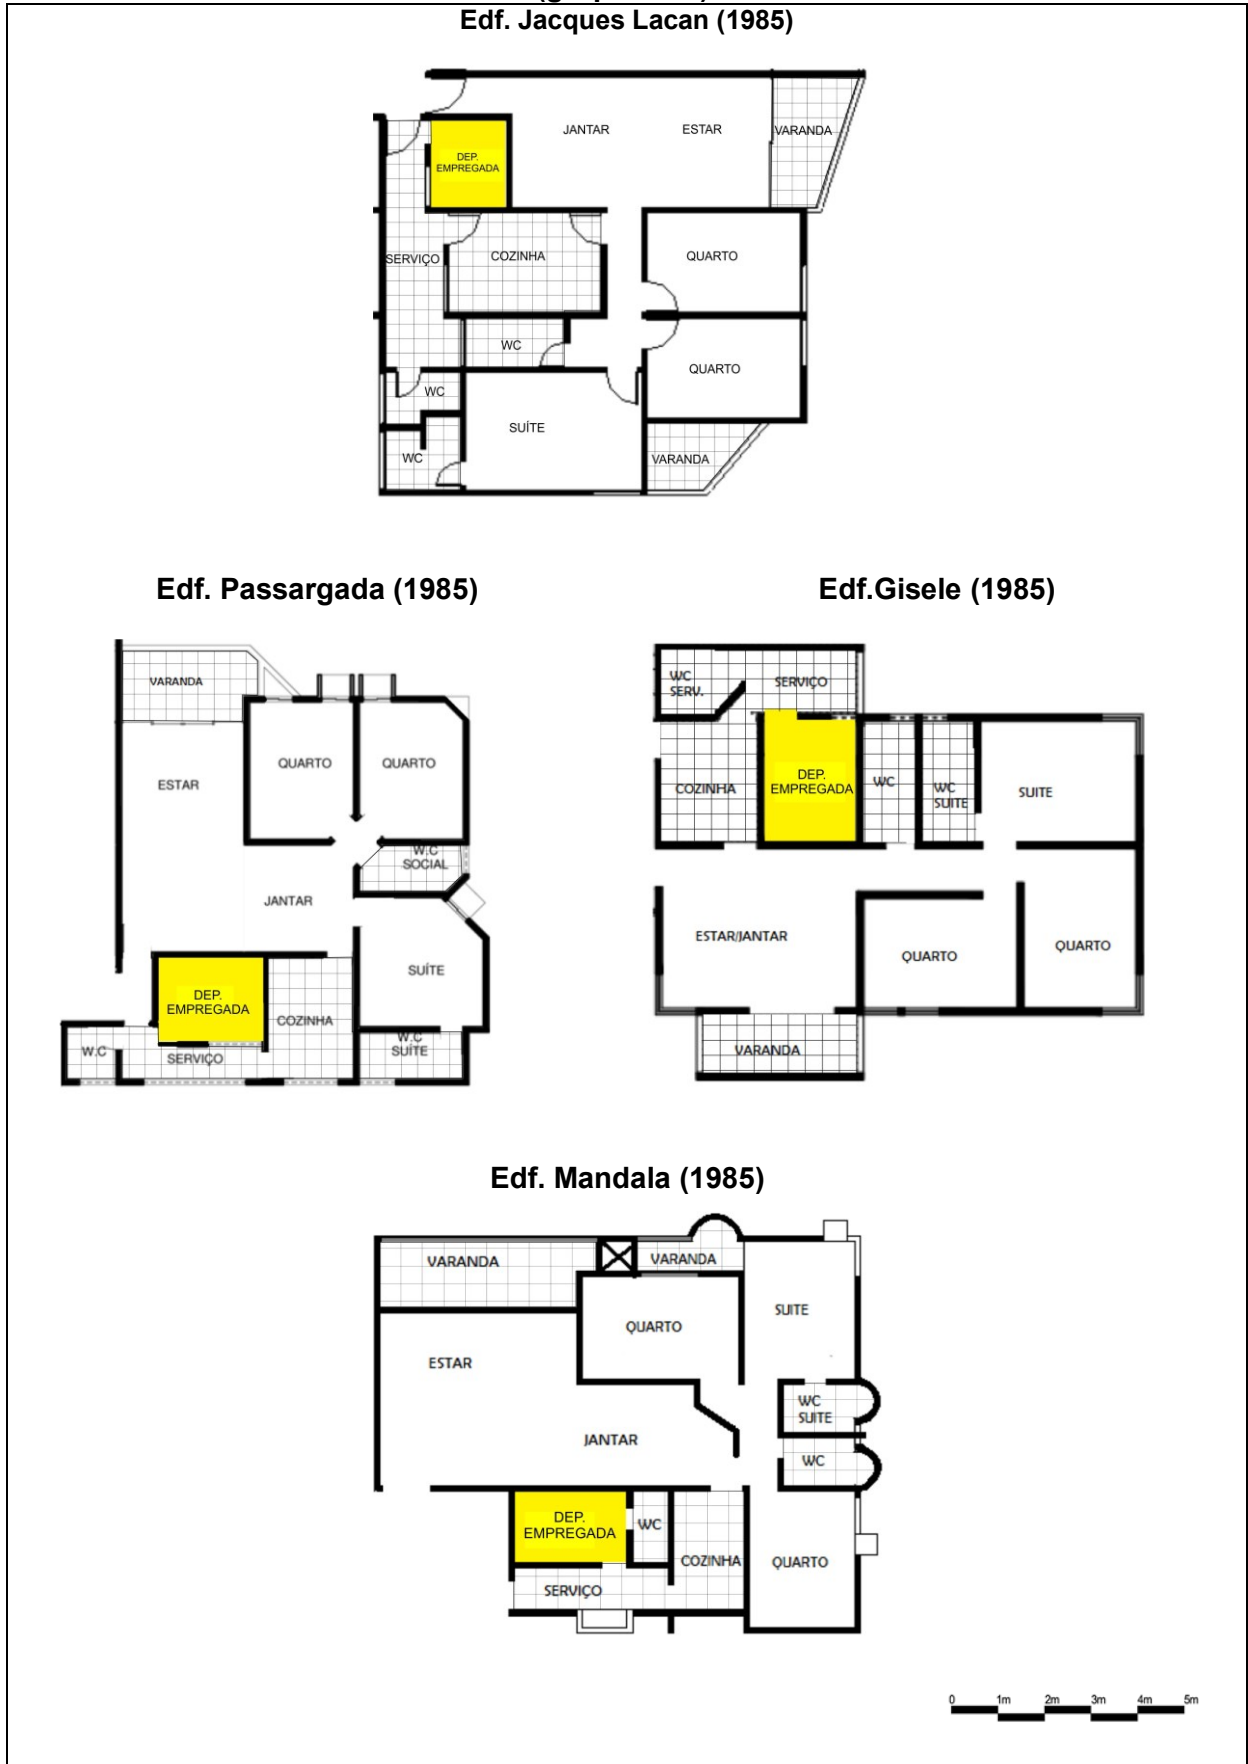 Edf. Jacques Lacan (1985)
JANTAR
ESTAR
VARANDA
DEP.
EMPREGADA
SERVIÇO
COZINHA
QUARTO
WC
QUARTO
WC
SUÍTE
WC
VARANDA
Edf. Passargada (1985)
Edf.Gisele (1985)
VARANDA
QUARTO
QUARTO
ESTAR
W.C
SOCIAL
JANTAR
SUÍTE
DEP.
EMPREGADA
COZINHA
W.C
SERVIÇO
W.C
SUÍTE
WC
SERV.
SERVIÇO
COZINHA
DEP.
EMPREGADA
WC
WC
SUITE
SUITE
ESTAR/JANTAR
QUARTO
QUARTO
VARANDA
Edf. Mandala (1985)
VARANDA
VARANDA
SUITE
QUARTO
ESTAR
WC
SUITE
JANTAR
WC
DEP.
EMPREGADA
WC
COZINHA
QUARTO
SERVIÇO
0 1m 2m 3m 4m 5m